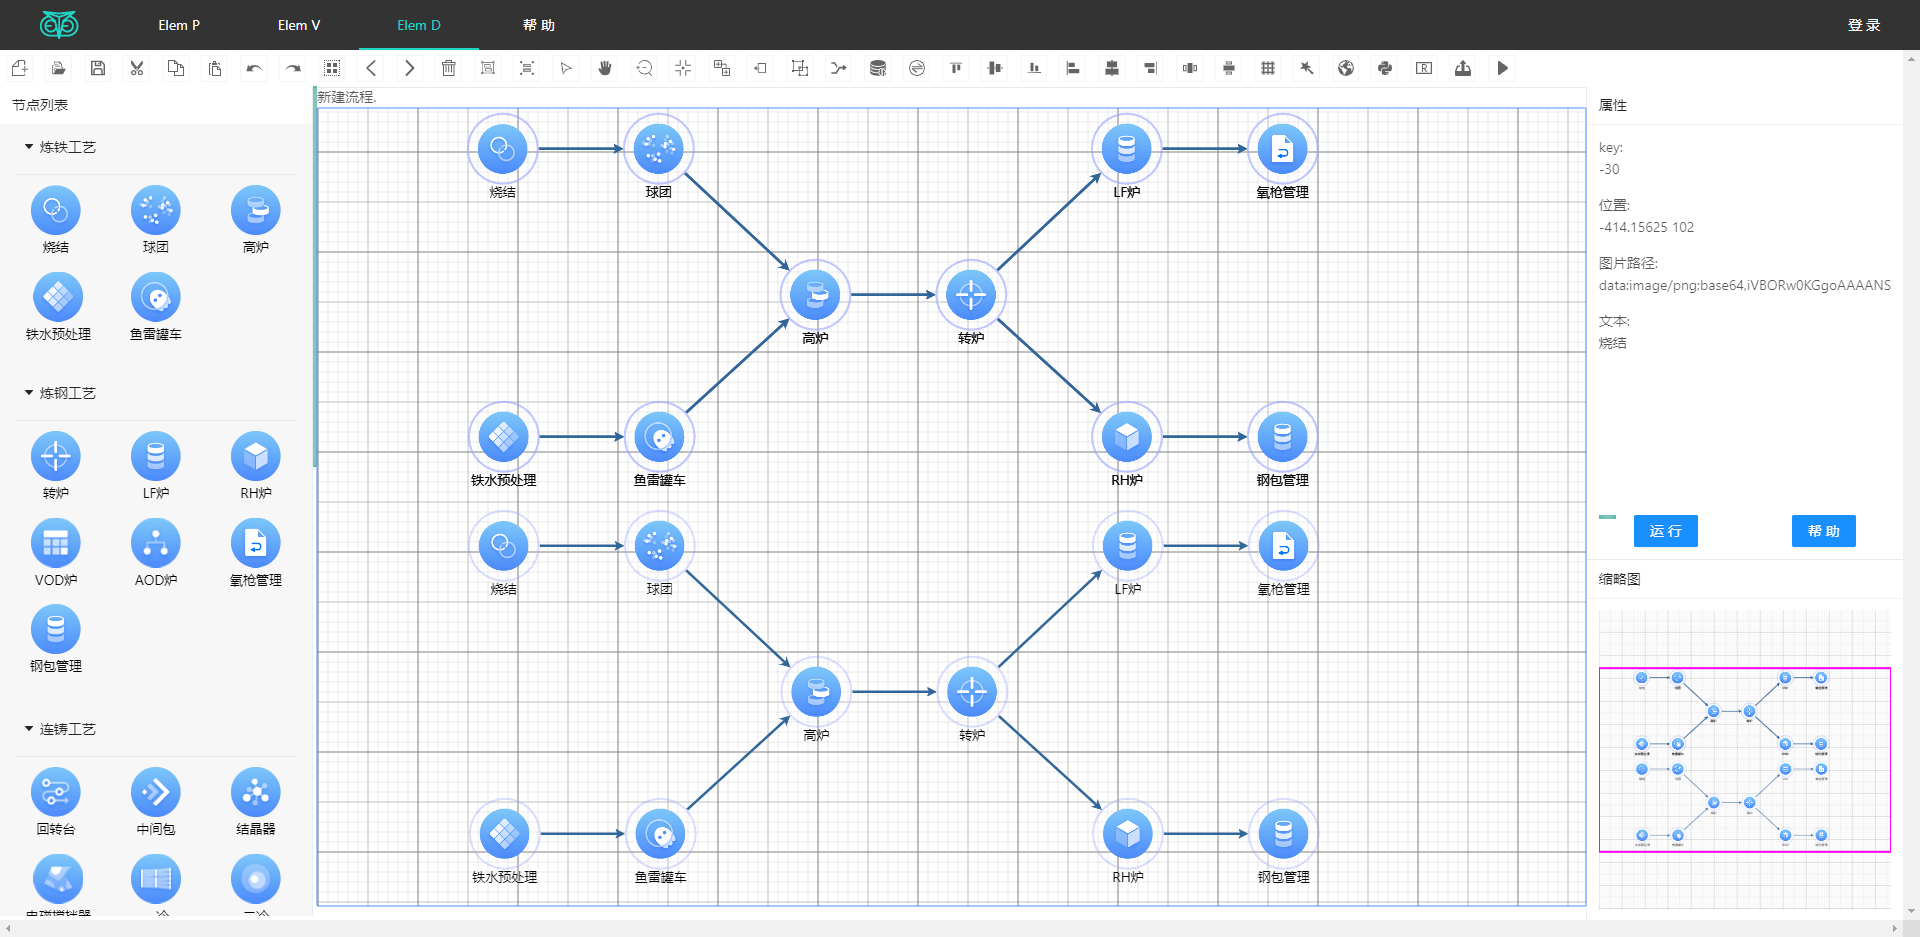 Elem P
Elem V
Elem D
帮 助
登 录
节点列表
炼铁工艺
烧结
球团
高炉
铁水预处理
鱼雷罐车
炼钢工艺
转炉
LF炉
RH炉
VOD炉
AOD炉
氧枪管理
钢包管理
连铸工艺
回转台
中间包
结晶器
新建流程.
烧结
球团
LF炉
氧枪管理
高炉
转炉
铁水预处理
鱼雷罐车
RH炉
钢包管理
烧结
球团
LF炉
氧枪管理
高炉
转炉
铁水预处理
鱼雷罐车
RH炉
钢包管理
属性
key:
-30
位置:
-414.15625 102
图片路径:
data:image/png;base64,iVBORw0KGgoAAAANS
文本:
烧结
运 行
帮 助
缩略图